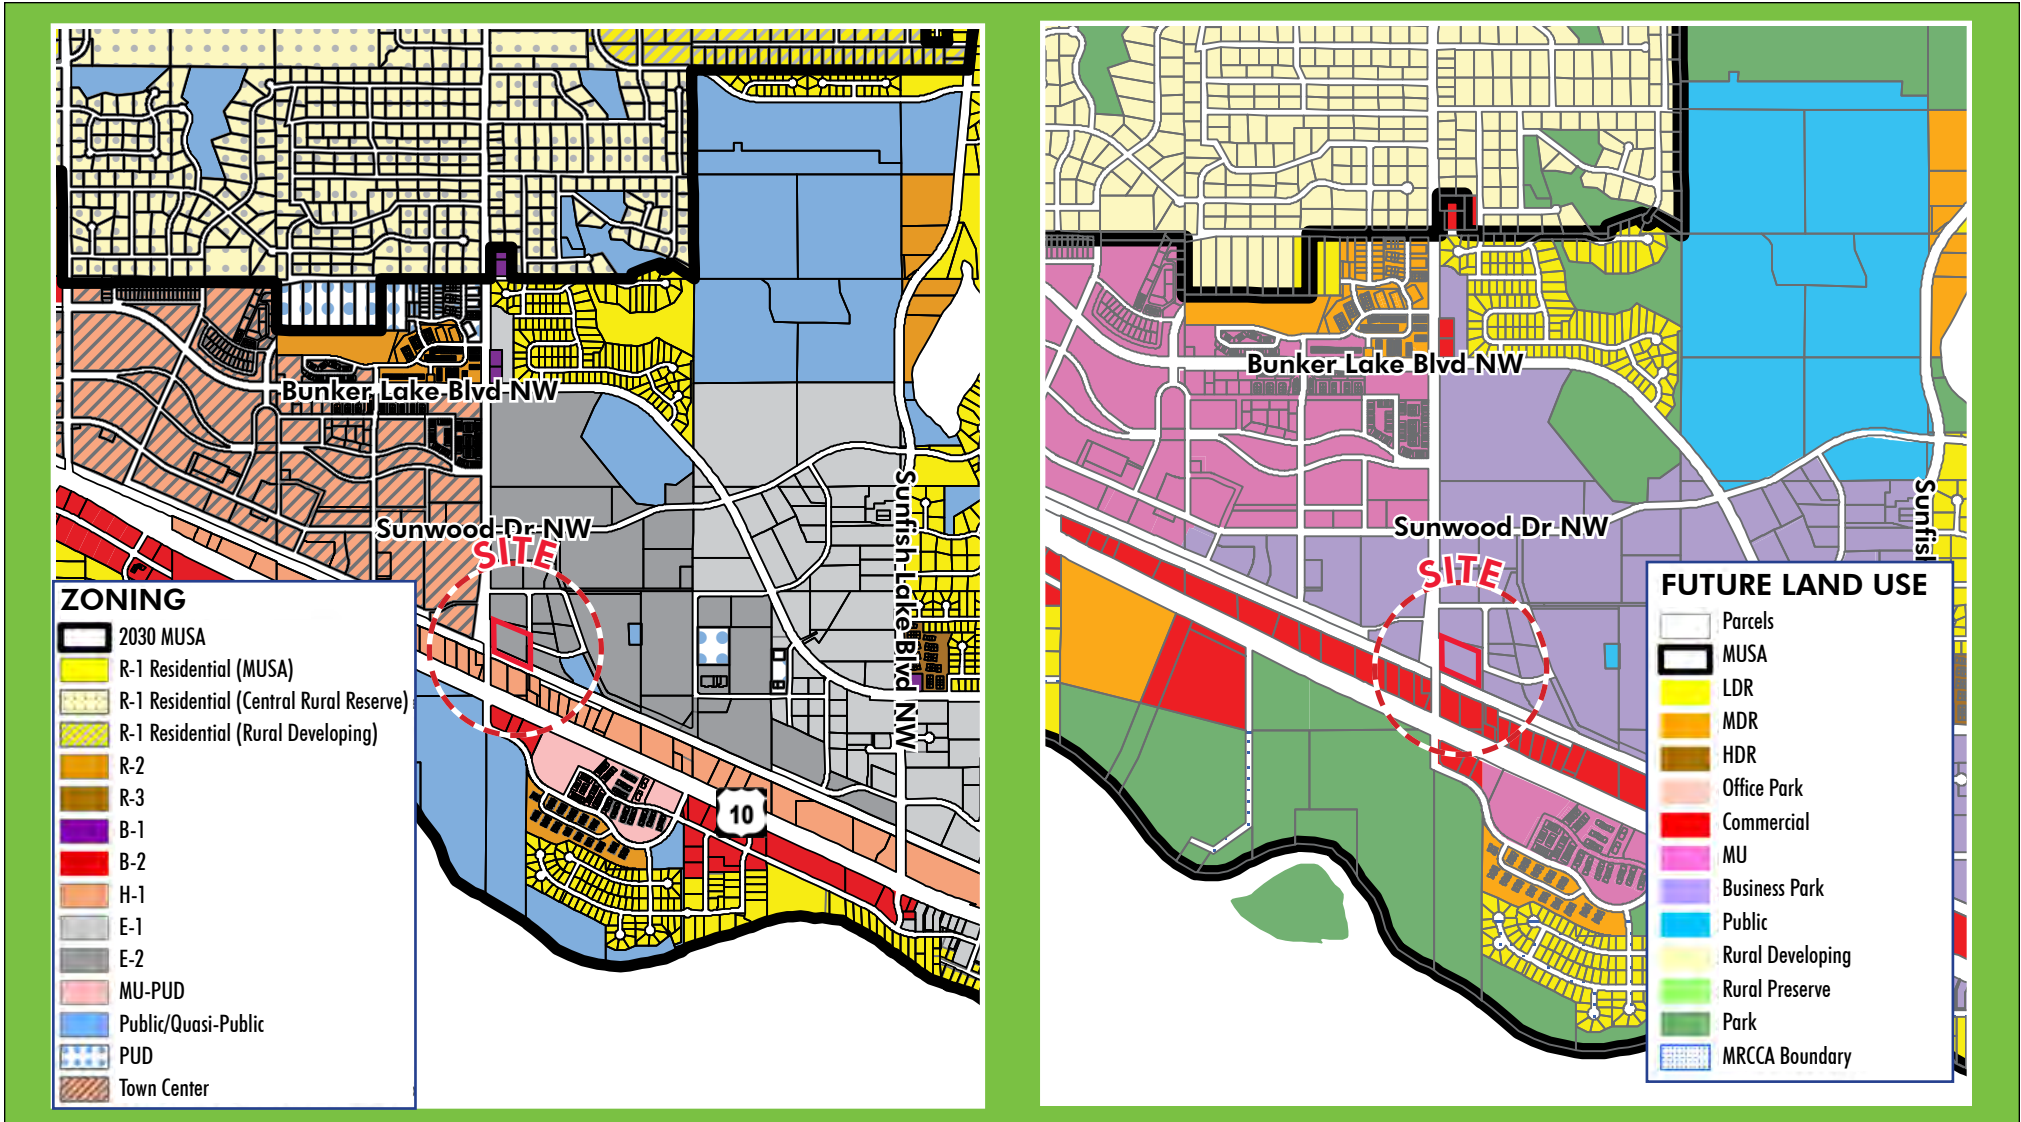 Bunker Lake Blvd NW
Sunwood Dr NW
SITE
Sunfish Lake Blvd NW
10
ZONING
2030 MUSA
R-1 Residential (MUSA)
R-1 Residential (Central Rural Reserve)
R-1 Residential (Rural Developing)
R-2
R-3
B-1
B-2
H-1
E-1
E-2
MU-PUD
Public/Quasi-Public
PUD
Town Center
Bunker Lake Blvd NW
Sunwood Dr NW
SITE
Sunfis
FUTURE LAND USE
Parcels
MUSA
LDR
MDR
HDR
Office Park
Commercial
MU
Business Park
Public
Rural Developing
Rural Preserve
Park
MRCCA Boundary